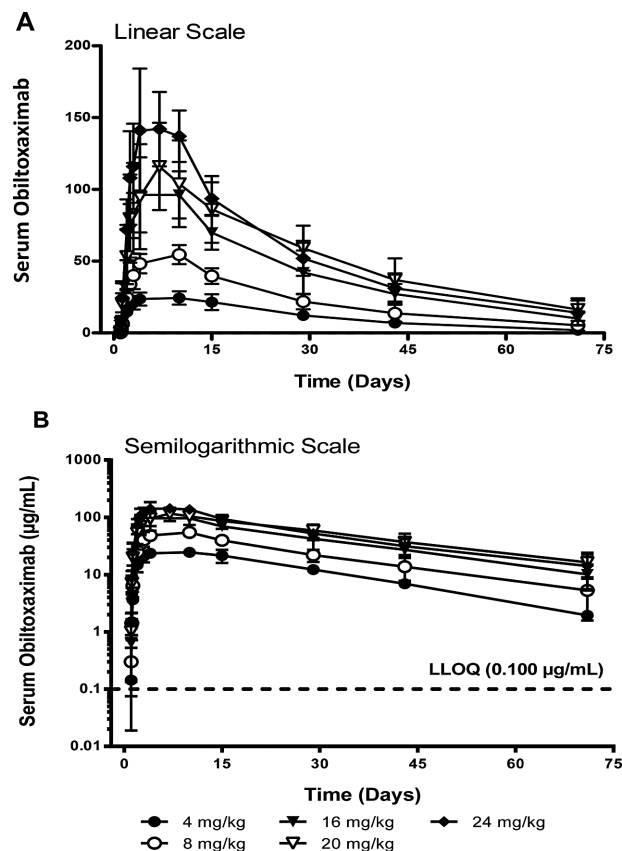 A
Linear Scale
200
150
100
50
0
Serum Obiltoxaximab
0 15 30 45 60 75
Time (Days)
B
Semilogarithmic Scale
1000
100
10
1
0.1
0.01
Serum Obiltoxaximab (µg/mL)
LLOQ (0.100 µg/mL)
0 15 30 45 60 75
Time (Days)
4 mg/kg 16 mg/kg 24 mg/kg
8 mg/kg 20 mg/kg